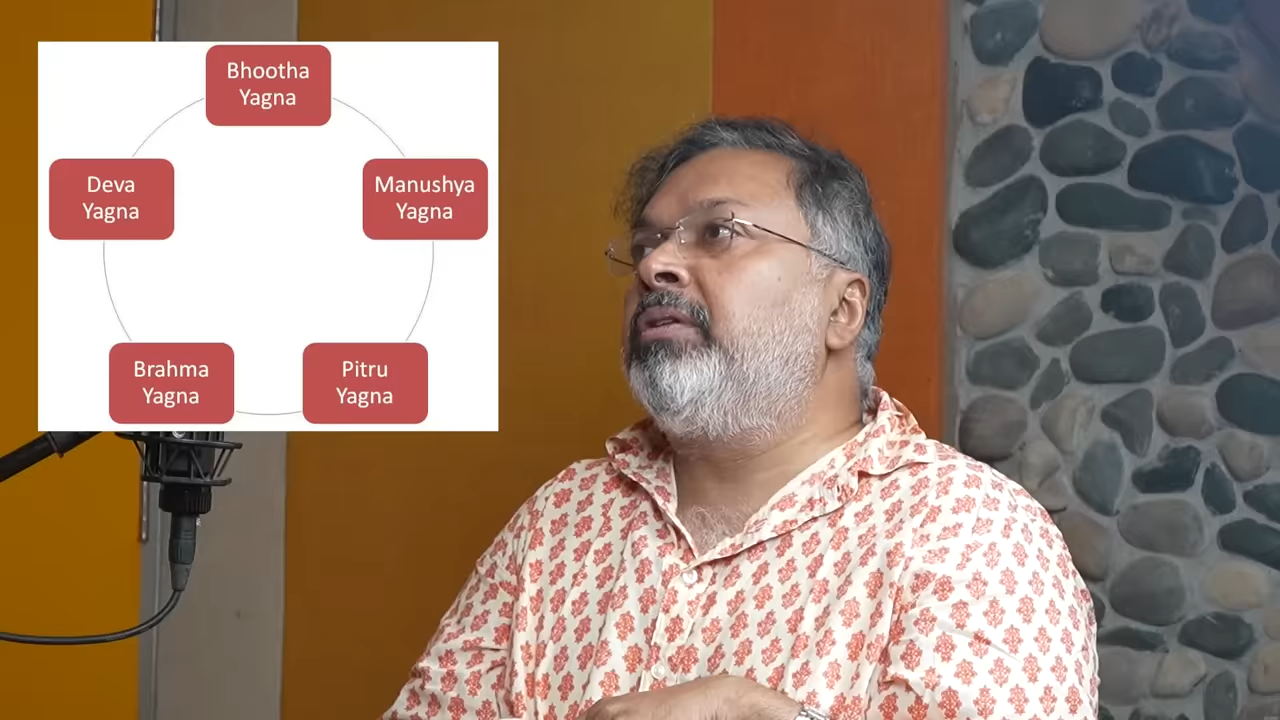 Bhootha
Yagna
Manushya
Yagna
Pitru
Yagna
Brahma
Yagna
Deva
Yagna